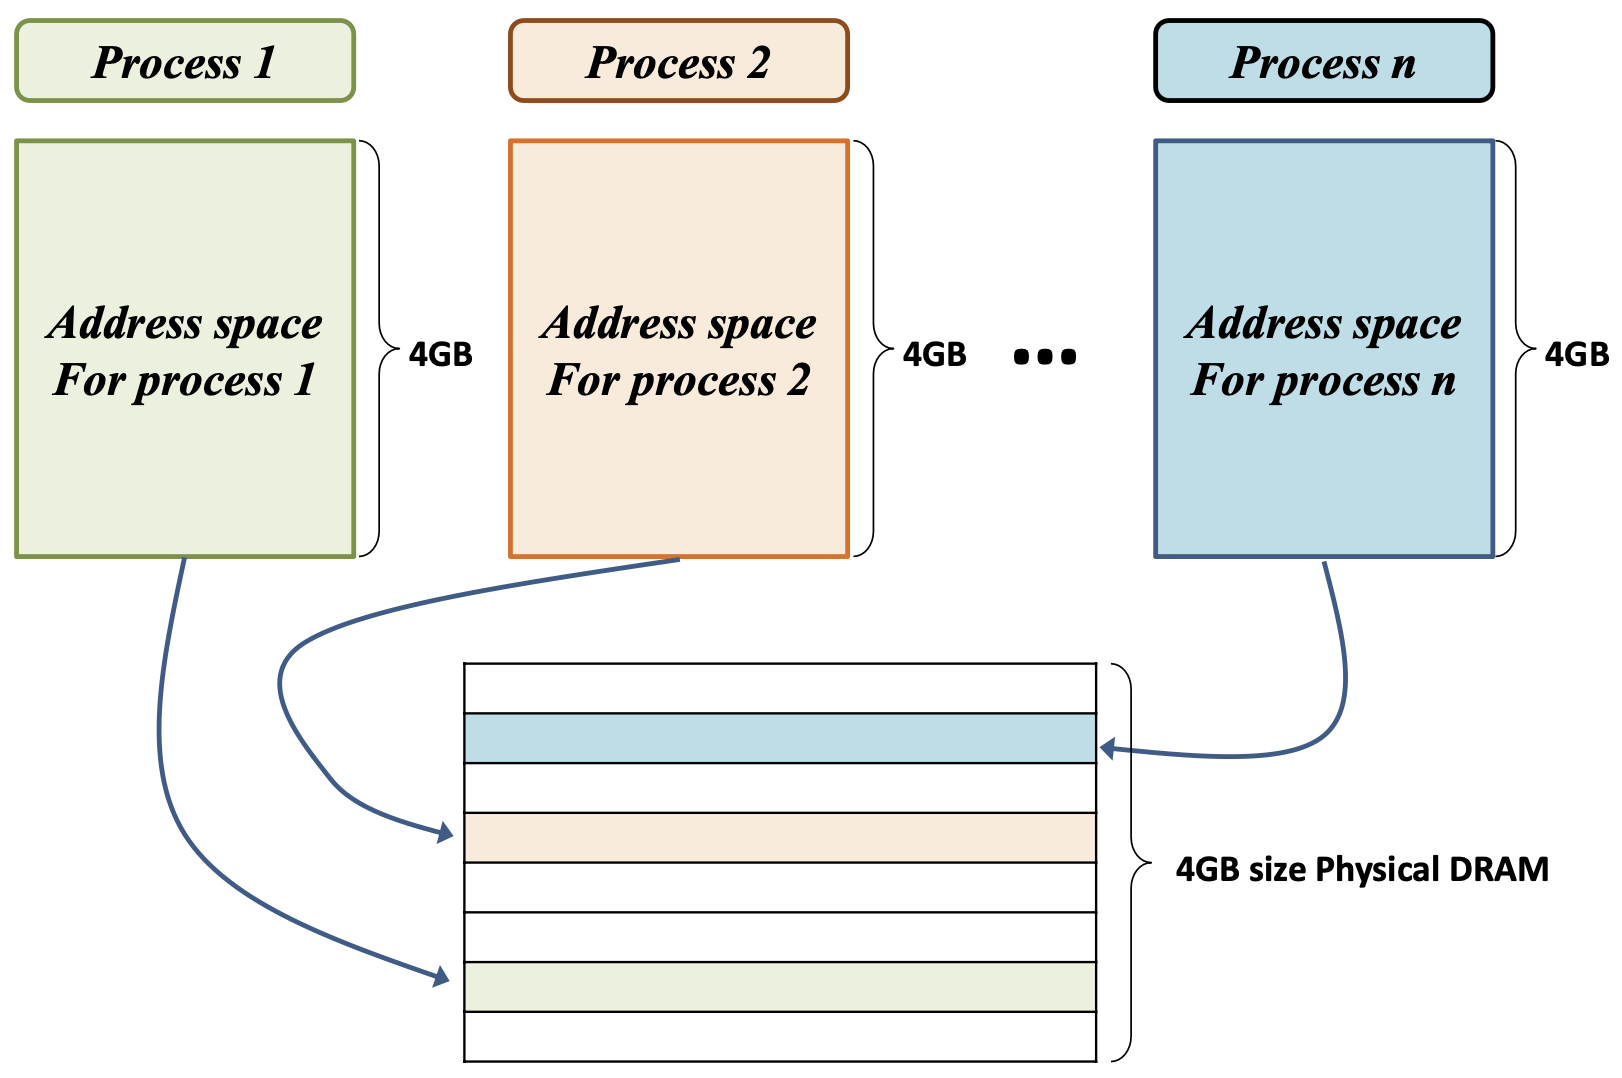 Process 1
Process 2
Process n
Address space
For process 1
4GB
Address space
For process 2
4GB
...
Address space
For process n
4GB
4GB size Physical DRAM